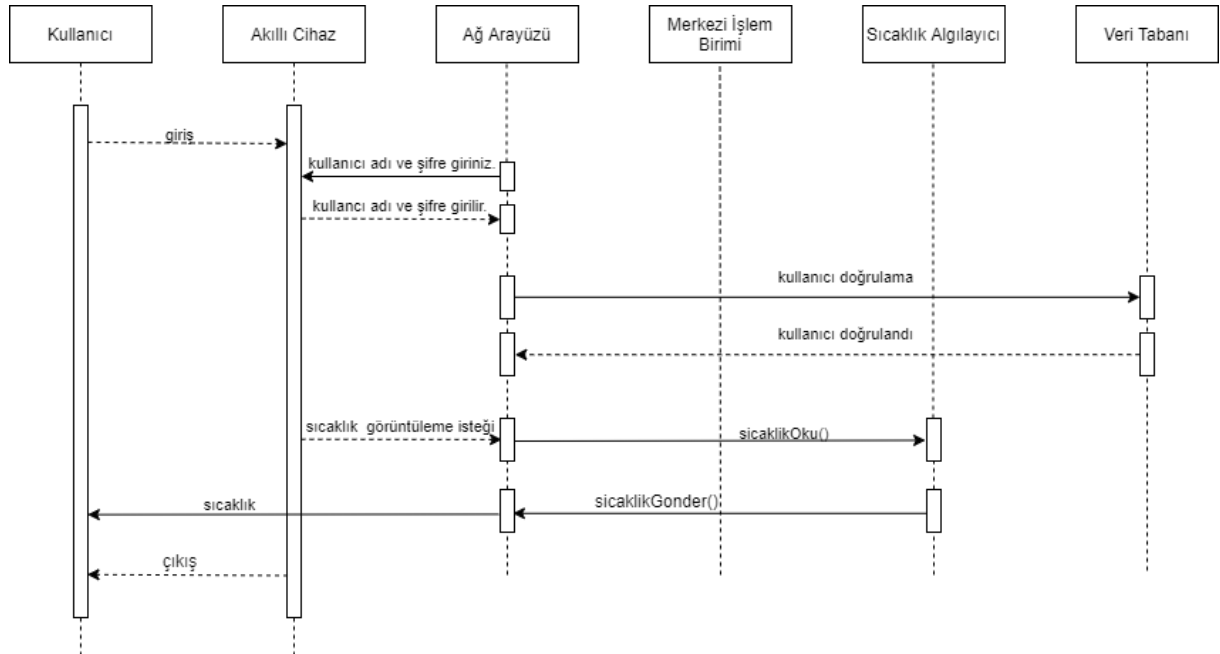 Kullanıcı
Akıllı Cihaz
Ağ Arayüzü
Merkezi İşlem
Birimi
Sıcaklık Algılayıcı
Veri Tabanı
giriş
kullanıcı adı ve şifre giriniz.
kullancı adı ve şifre girilir.
kullanıcı doğrulama
kullanıcı doğrulandı
sıcaklık görüntüleme isteği
sicaklikOku()
sicaklikGonder()
sıcaklık
çıkış